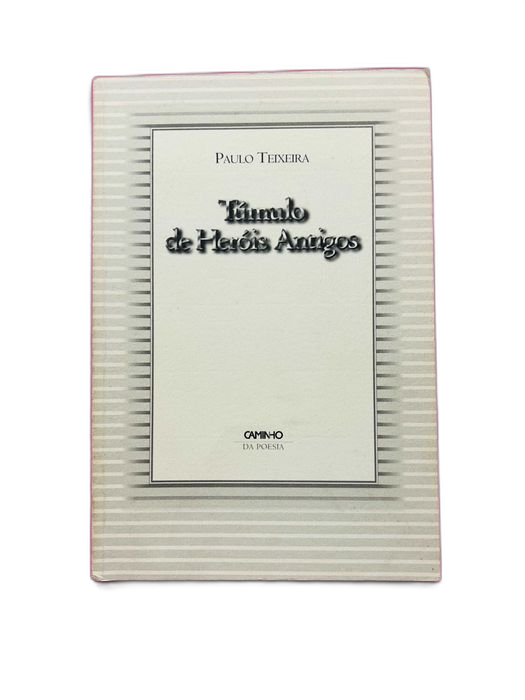 PAULO TEIXEIRA
Túmulo
de Heróis Antigos
CAMINHO
DA POESIA